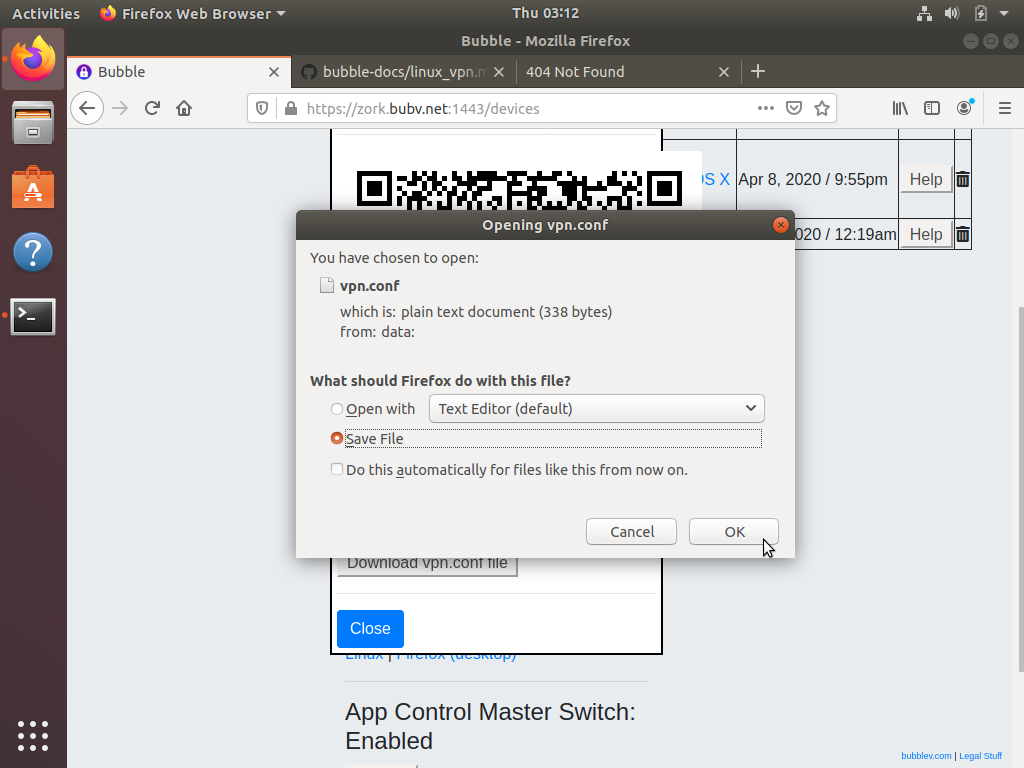 Activities Firefox Web Browser Thu 03:12
Bubble - Mozilla Firefox
Bubble bubble-docs/linux_vpn.m 404 Not Found
https://zork.bubv.net:1443/devices
OS X Apr 8, 2020 / 9:55pm Help
020 / 12:19am Help
Opening vpn.conf
You have chosen to open:
vpn.conf
which is: plain text document (338 bytes)
from: data:
What should Firefox do with this file?
Open with Text Editor (default)
Save File
Do this automatically for files like this from now on.
Cancel OK
Download vpn.conf file
Close
Linux | Firefox (desktop)
App Control Master Switch:
Enabled
bubblev.com | Legal Stuff